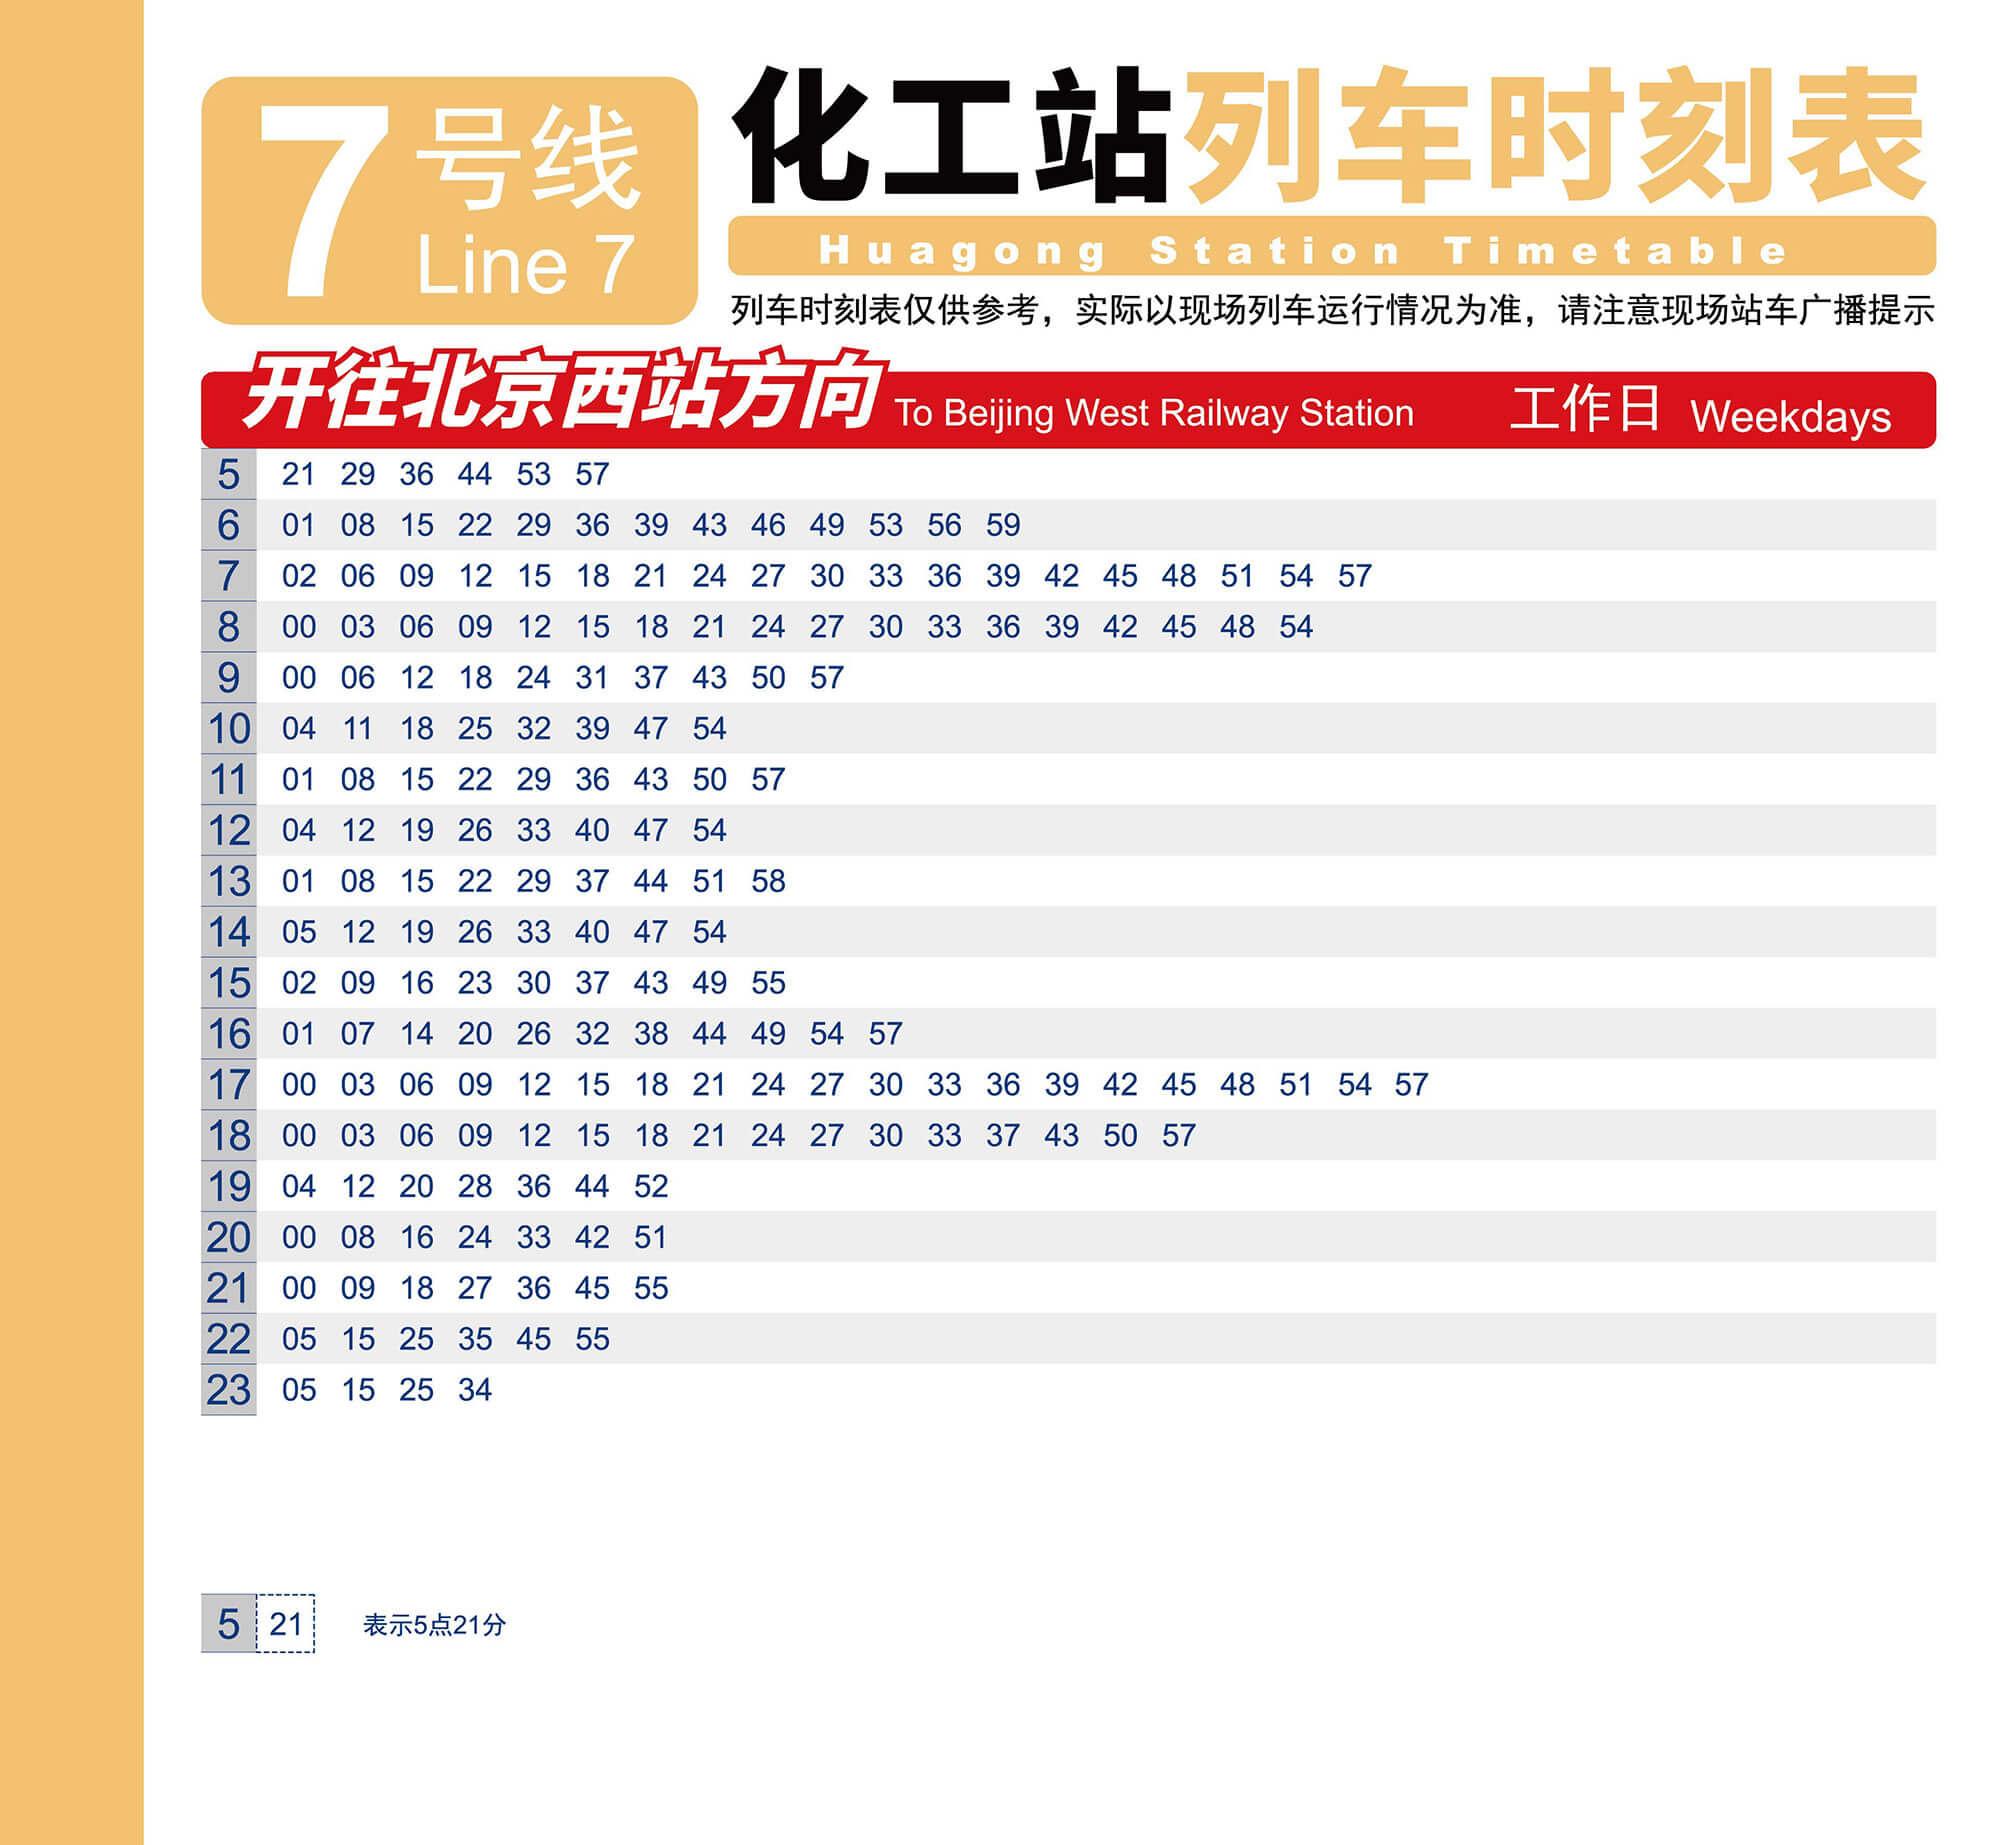 7 号线
Line 7
化工站列车时刻表
Huagong Station Timetable
列车时刻表仅供参考，实际以现场列车运行情况为准，请注意现场站车广播提示
开往北京西站方向 To Beijing West Railway Station 工作日 Weekdays
5 21 29 36 44 53 57
6 01 08 15 22 29 36 39 43 46 49 53 56 59
7 02 06 09 12 15 18 21 24 27 30 33 36 39 42 45 48 51 54 57
8 00 03 06 09 12 15 18 21 24 27 30 33 36 39 42 45 48 54
9 00 06 12 18 24 31 37 43 50 57
10 04 11 18 25 32 39 47 54
11 01 08 15 22 29 36 43 50 57
12 04 12 19 26 33 40 47 54
13 01 08 15 22 29 37 44 51 58
14 05 12 19 26 33 40 47 54
15 02 09 16 23 30 37 43 49 55
16 01 07 14 20 26 32 38 44 49 54 57
17 00 03 06 09 12 15 18 21 24 27 30 33 36 39 42 45 48 51 54 57
18 00 03 06 09 12 15 18 21 24 27 30 33 37 43 50 57
19 04 12 20 28 36 44 52
20 00 08 16 24 33 42 51
21 00 09 18 27 36 45 55
22 05 15 25 35 45 55
23 05 15 25 34
5 21 表示5点21分